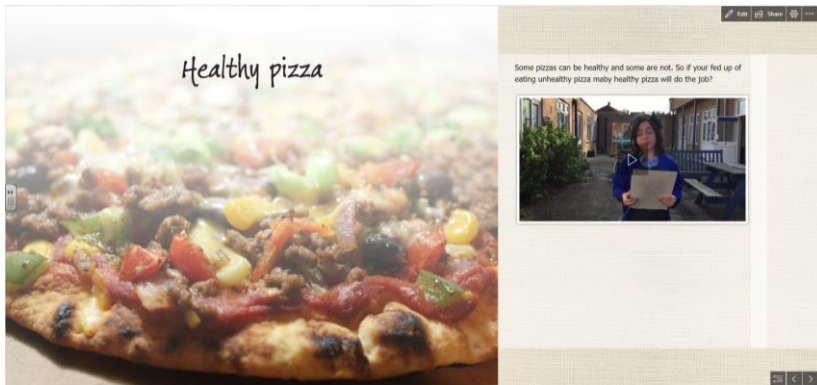 Edit
Share
Healthy pizza
Some pizzas can be healthy and some are not. So if your fed up of
eating unhealthy pizza maby healthy pizza will do the job?